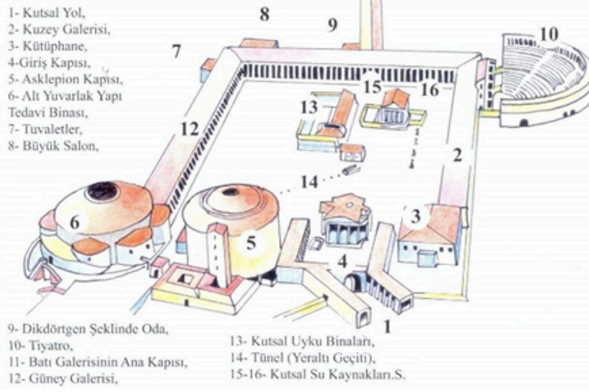 1- Kutsal Yol,
2- Kuzey Galerisi,
3- Kütüphane,
4-Giriş Kapısı,
5- Asklepion Kapısı,
6- Alt Yuvarlak Yapı
Tedavi Binası,
7- Tuvaletler,
8- Büyük Salon,
8
9
10
7
15
16
13
12
2
14
3
6
5
4
1
9- Dikdörtgen Şeklinde Oda,
10- Tiyatro,
11- Batı Galerisinin Ana Kapısı,
12- Güney Galerisi,
13- Kutsal Uyku Binaları,
14- Tünel (Yeraltı Geçiti),
15-16- Kutsal Su Kaynakları.S.